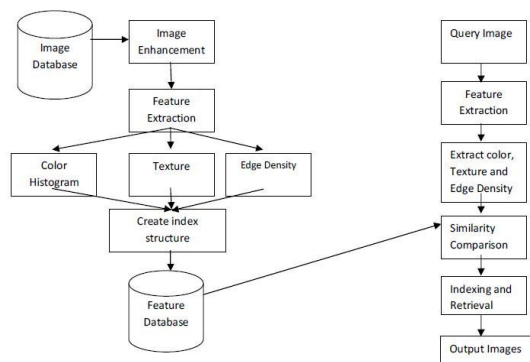 Image
Database
Image
Enhancement
Feature
Extraction
Color
Histogram
Texture
Edge Density
Create index
structure
Feature
Database
Query Image
Feature
Extraction
Extract color,
Texture and
Edge Density
Similarity
Comparison
Indexing and
Retrieval
Output Images